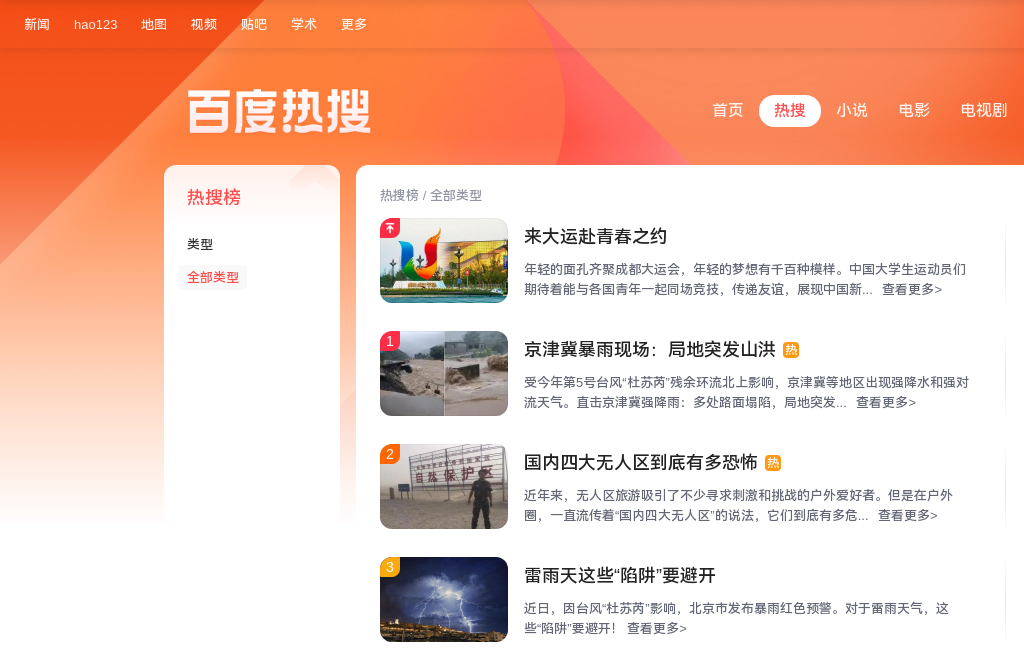 新闻 hao123 地图 视频 贴吧 学术 更多
百度热搜
首页 热搜 小说 电影 电视剧
热搜榜
类型
全部类型
热搜榜 / 全部类型
来大运赴青春之约
年轻的面孔齐聚成都大运会，年轻的梦想有千百种模样。中国大学生运动员们
期待着能与各国青年一起同场竞技，传递友谊，展现中国新... 查看更多>
1
京津冀暴雨现场：局地突发山洪 热
受今年第5号台风“杜苏芮”残余环流北上影响，京津冀等地区出现强降水和强对
流天气。直击京津冀强降雨：多处路面塌陷，局地突发... 查看更多>
2
自然保护区
国内四大无人区到底有多恐怖 热
近年来，无人区旅游吸引了不少寻求刺激和挑战的户外爱好者。但是在户外
圈，一直流传着“国内四大无人区”的说法，它们到底有多危... 查看更多>
3
雷雨天这些“陷阱”要避开
近日，因台风“杜苏芮”影响，北京市发布暴雨红色预警。对于雷雨天气，这
些“陷阱”要避开！ 查看更多>